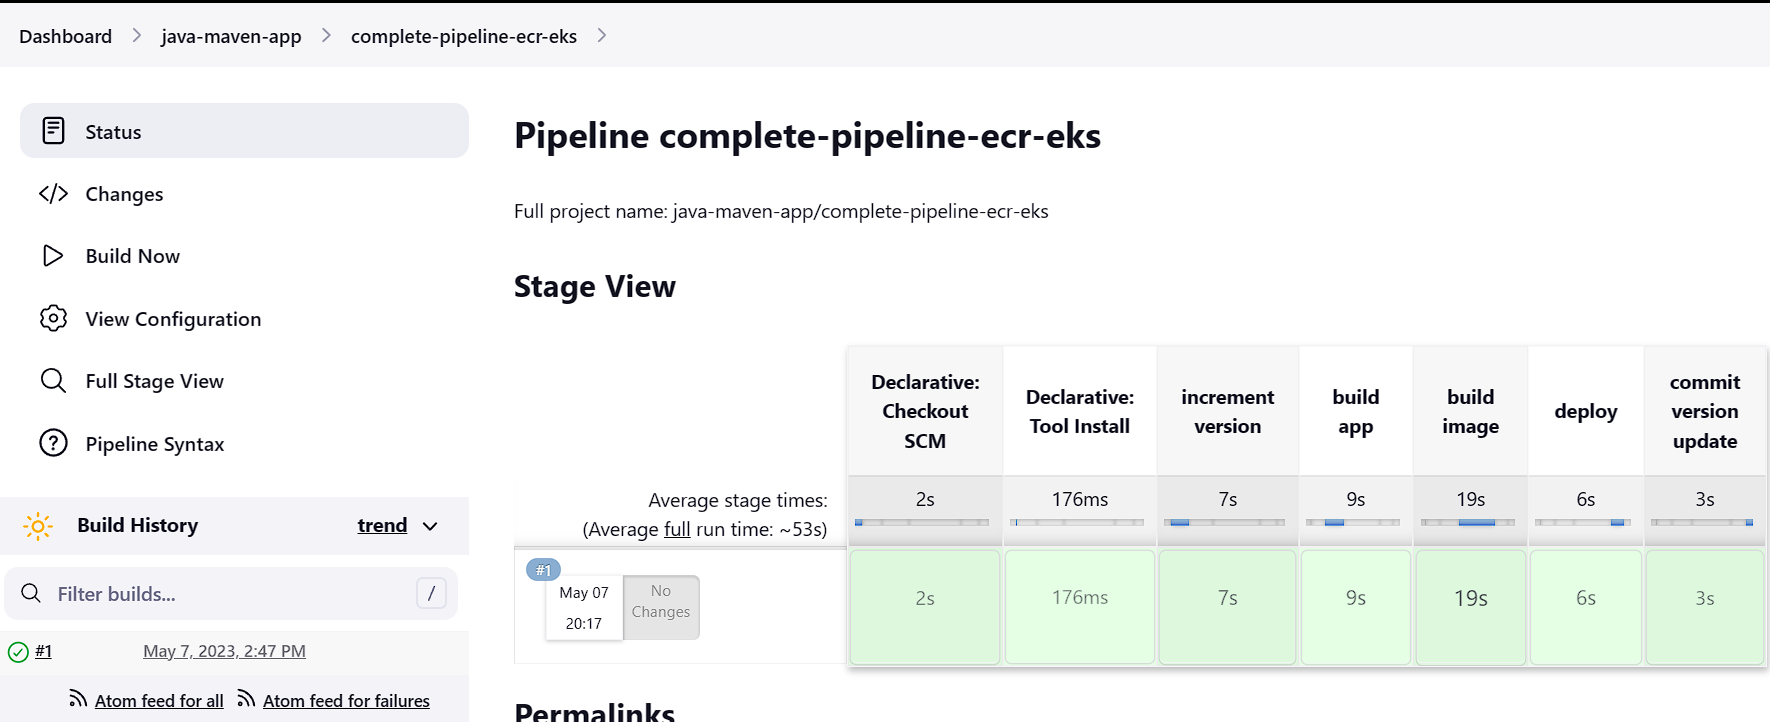 Dashboard > java-maven-app > complete-pipeline-ecr-eks >
Status
Changes
Build Now
View Configuration
Full Stage View
Pipeline Syntax
Build History trend
Filter builds... /
#1 May 7, 2023, 2:47 PM
Atom feed for all Atom feed for failures
Pipeline complete-pipeline-ecr-eks
Full project name: java-maven-app/complete-pipeline-ecr-eks
Stage View
Declarative: Checkout SCM
Declarative: Tool Install
increment version
build app
build image
deploy
commit version update
Average stage times:
(Average full run time: ~53s)
2s 176ms 7s 9s 19s 6s 3s
#1
May 07
20:17
No
Changes
2s 176ms 7s 9s 19s 6s 3s
Permalinks